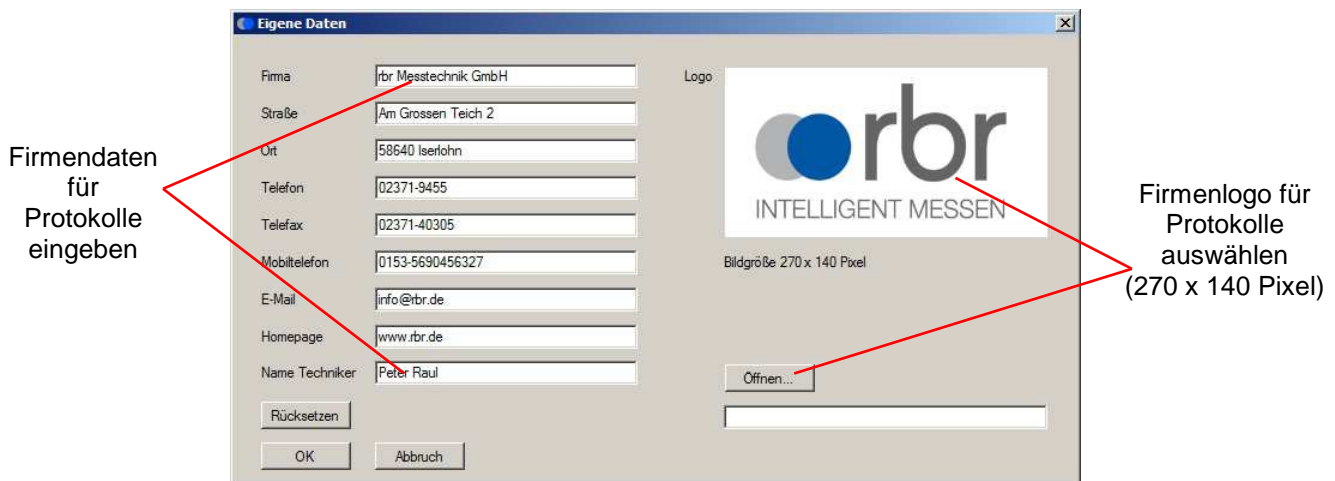 Eigene Daten
Firma
rbr Messtechnik GmbH
Straße
Am Grossen Teich 2
Ort
58640 Iserlohn
Telefon
02371-9455
Telefax
02371-40305
Mobiltelefon
0153-5690456327
E-Mail
info@rbr.de
Homepage
www.rbr.de
Name Techniker
Peter Raul
Rücksetzen
OK
Abbruch
Logo
rbr
INTELLIGENT MESSEN
Bildgröße 270 x 140 Pixel
Öffnen...
Firmendaten
für
Protokolle
eingeben
Firmenlogo für
Protokolle
auswählen
(270 x 140 Pixel)